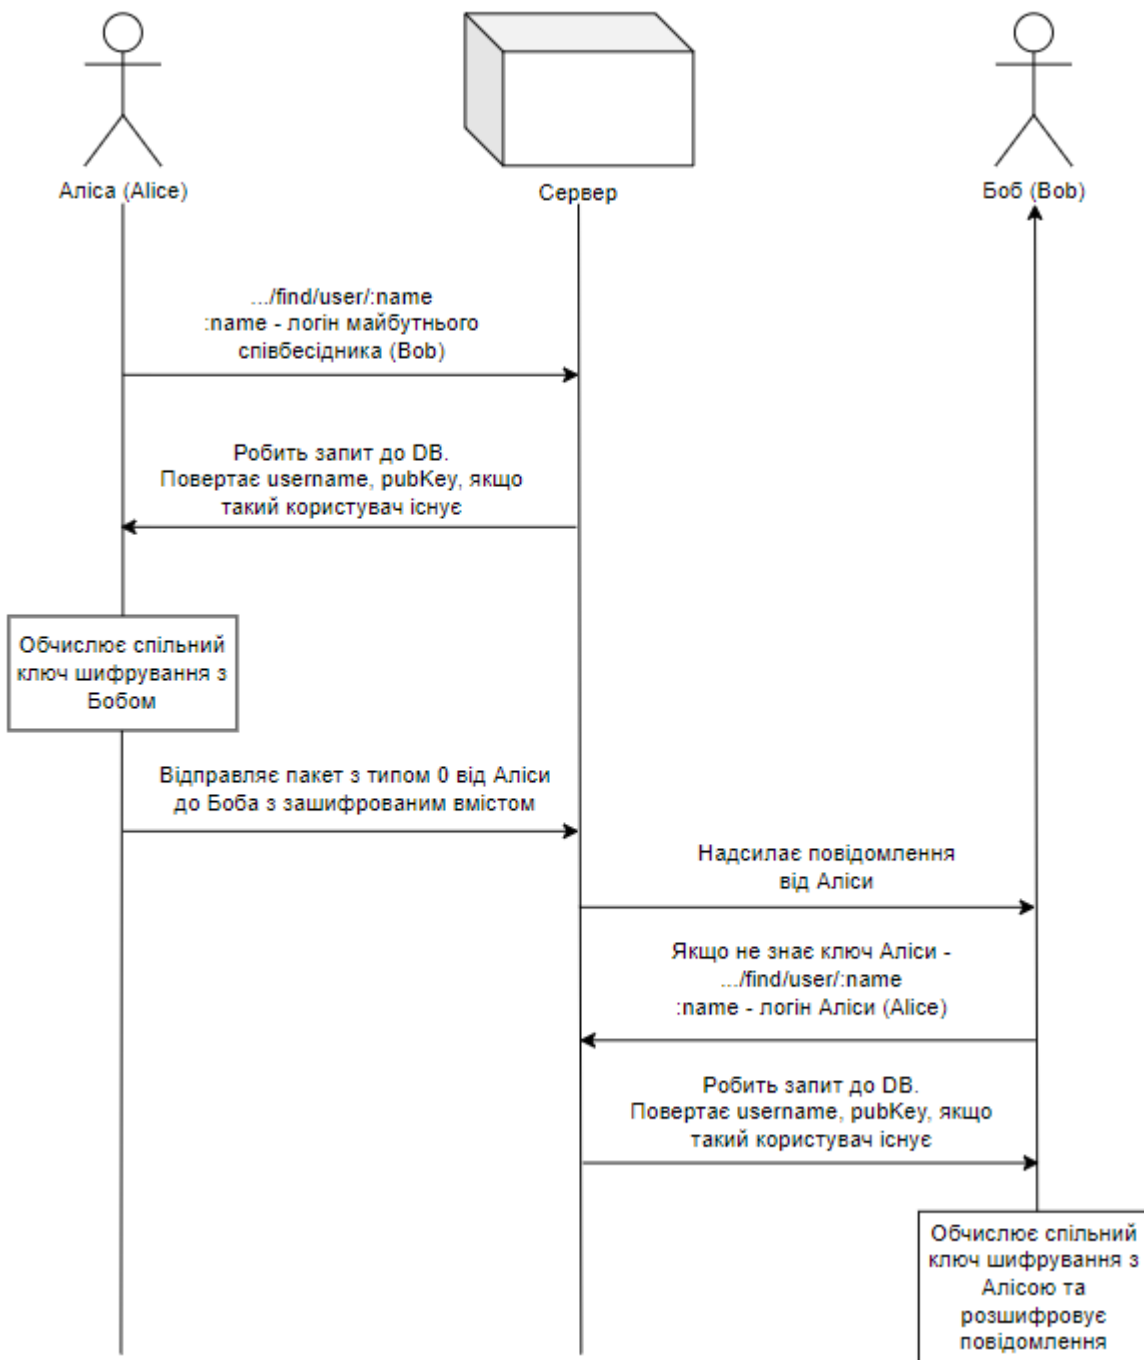 Аліса (Alice)
Сервер
Боб (Bob)
.../find/user/:name
:name - логін майбутнього
співбесідника (Bob)
Робить запит до DB.
Повертає username, pubKey, якщо
такий користувач існує
Обчислює спільний
ключ шифрування з
Бобом
Відправляє пакет з типом 0 від Аліси
до Боба з зашифрованим вмістом
Надсилає повідомлення
від Аліси
Якщо не знає ключ Аліси -
.../find/user/:name
:name - логін Аліси (Alice)
Робить запит до DB.
Повертає username, pubKey, якщо
такий користувач існує
Обчислює спільний
ключ шифрування з
Алісою та
розшифровує
повідомлення